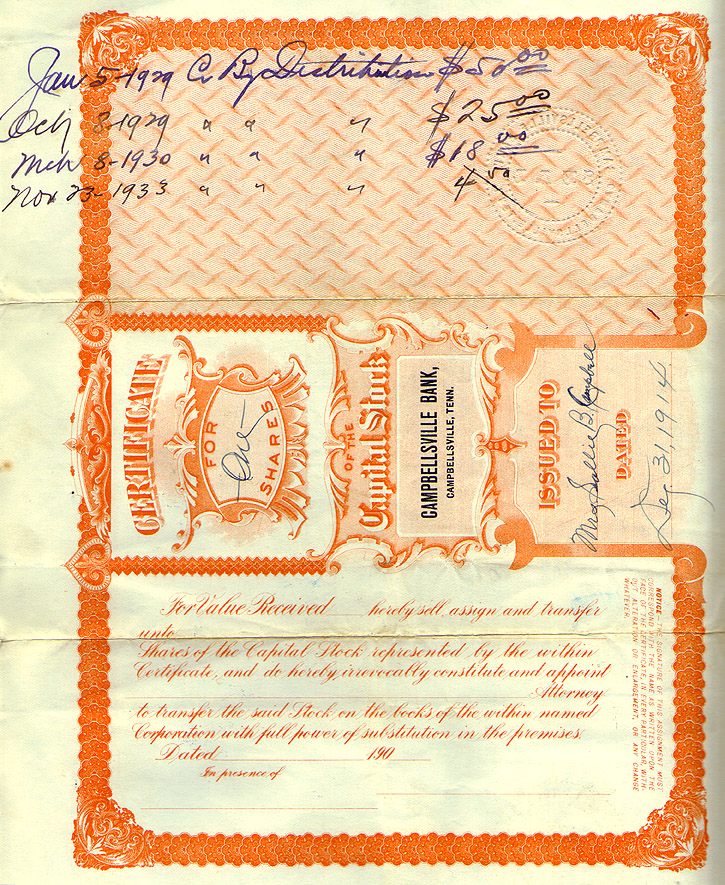 Jan 5-1929 Cr By Distribution $50.00
Oct 8-1929 " " " $25.00
Mch 8-1930 " " " $18.00
Nov 23-1933 " " " 4.50
CERTIFICATE
FOR
One
SHARES
OF THE
Capital Stock
CAMPBELLSVILLE BANK,
CAMPBELLSVILLE, TENN.
ISSUED TO
Mrs Sallie B. Campbell
DATED
Dec. 31, 1914
For Value Received hereby sell, assign and transfer
unto
Shares of the Capital Stock represented by the within
Certificate, and do hereby irrevocably constitute and appoint
Attorney
to transfer the said Stock on the books of the within named
Corporation with full power of substitution in the premises.
Dated 190
In presence of
NOTICE.-THE SIGNATURE OF THIS ASSIGNMENT MUST
CORRESPOND WITH THE NAME AS WRITTEN UPON THE
FACE OF THE CERTIFICATE, IN EVERY PARTICULAR, WITH-
OUT ALTERATION OR ENLARGEMENT, OR ANY CHANGE
WHATEVER.